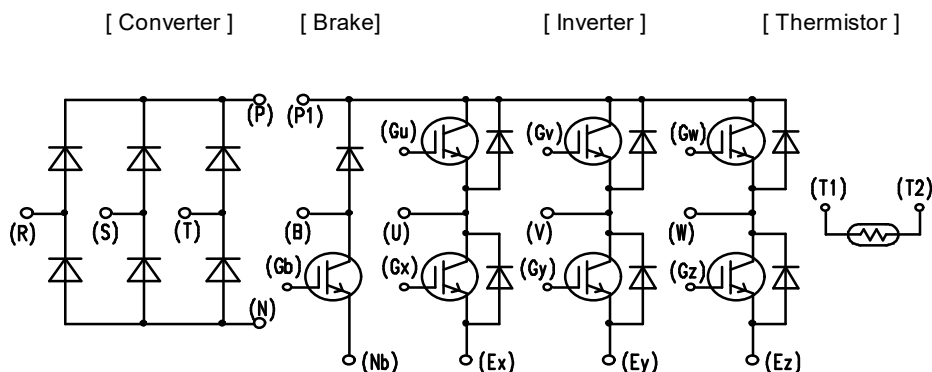 [ Converter ] [ Brake] [ Inverter ] [ Thermistor ]
(P) (P1)
(Gu) (Gv) (Gw)
(T1) (T2)
(R) (S) (T) (B) (U) (V) (W)
(Gb) (Gx) (Gy) (Gz)
(N)
(Nb) (Ex) (Ey) (Ez)